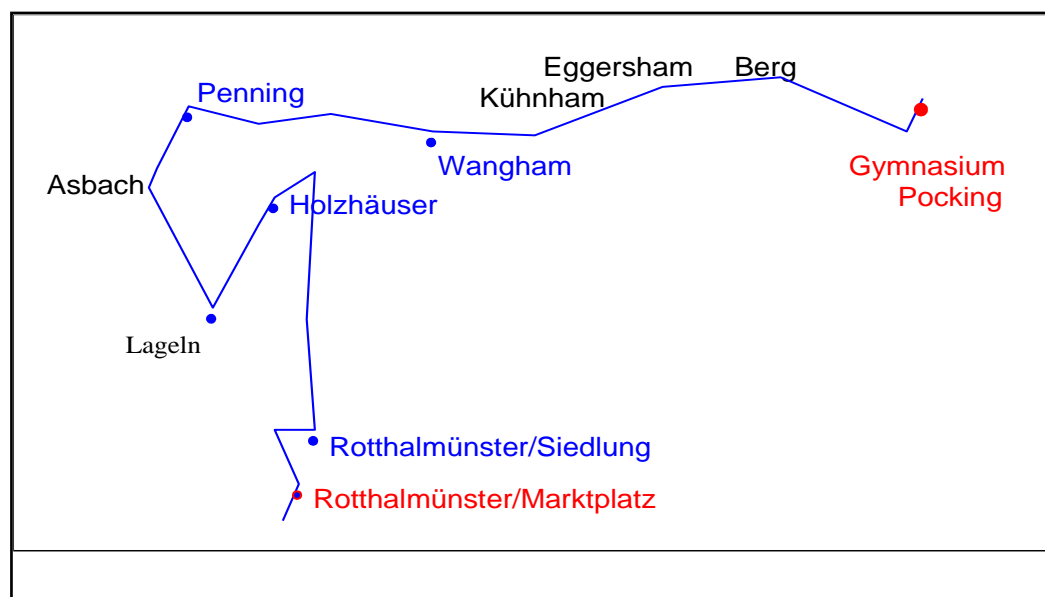 Eggersham
Berg
Penning
Kühnham
Wangham
Gymnasium
Pocking
Asbach
Holzhäuser
Lageln
Rotthalmünster/Siedlung
Rotthalmünster/Marktplatz